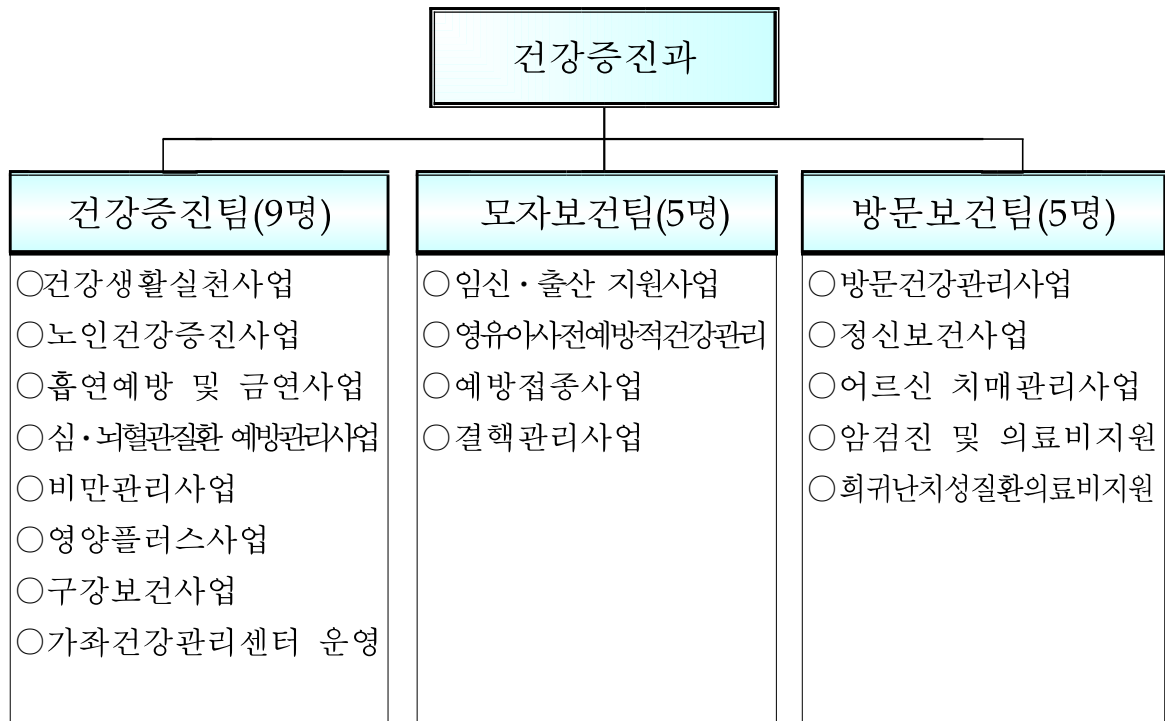 건강증진과
건강증진팀(9명)
○건강생활실천사업
○노인건강증진사업
○흡연예방 및 금연사업
○심·뇌혈관질환 예방관리사업
○비만관리사업
○영양플러스사업
○구강보건사업
○가좌건강관리센터 운영
모자보건팀(5명)
○임신·출산 지원사업
○영유아사전예방적건강관리
○예방접종사업
○결핵관리사업
방문보건팀(5명)
○방문건강관리사업
○정신보건사업
○어르신 치매관리사업
○암검진 및 의료비지원
○희귀난치성질환의료비지원